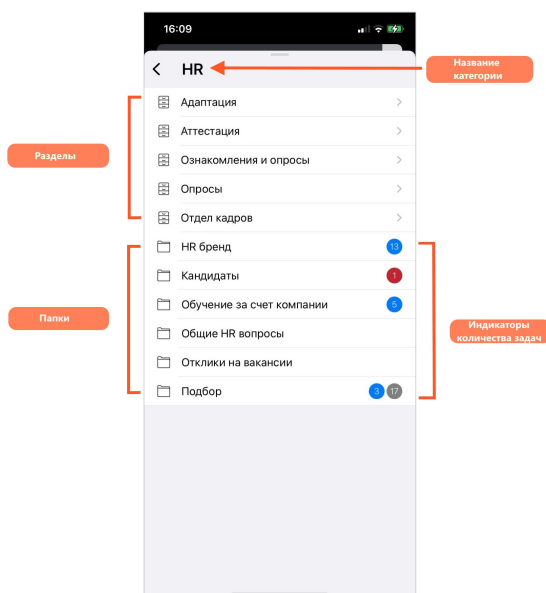 16:09
HR
Название
категории
Адаптация
Аттестация
Разделы
Ознакомления и опросы
Опросы
Отдел кадров
HR бренд
13
Кандидаты
1
Обучение за счет компании
5
Папки
Индикаторы
количества задач
Общие HR вопросы
Отклики на вакансии
Подбор
3 17